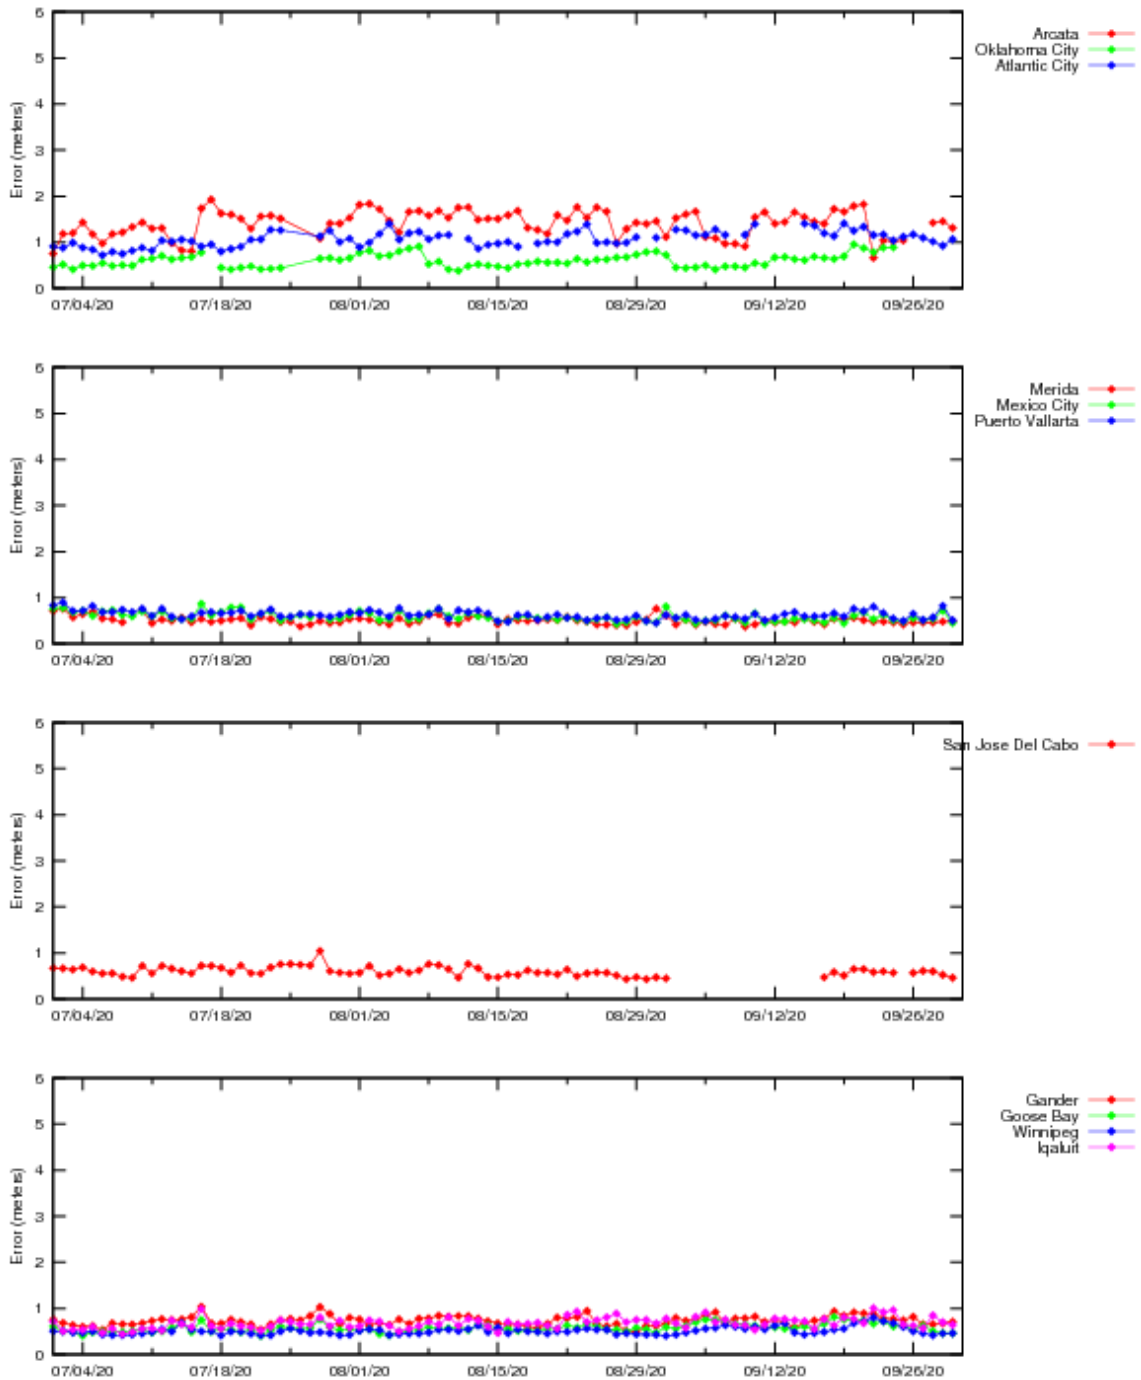 6
Arcata
Oklahoma City
Atlantic City
5
4
Error (meters)
3
2
1
0
07/04/20 07/18/20 08/01/20 08/15/20 08/29/20 09/12/20 09/26/20
6
Merida
Mexico City
Puerto Vallarta
5
4
Error (meters)
3
2
1
0
07/04/20 07/18/20 08/01/20 08/15/20 08/29/20 09/12/20 09/26/20
6
San Jose Del Cabo
5
4
Error (meters)
3
2
1
0
07/04/20 07/18/20 08/01/20 08/15/20 08/29/20 09/12/20 09/26/20
6
Gander
Goose Bay
Winnipeg
Iqaluit
5
4
Error (meters)
3
2
1
0
07/04/20 07/18/20 08/01/20 08/15/20 08/29/20 09/12/20 09/26/20